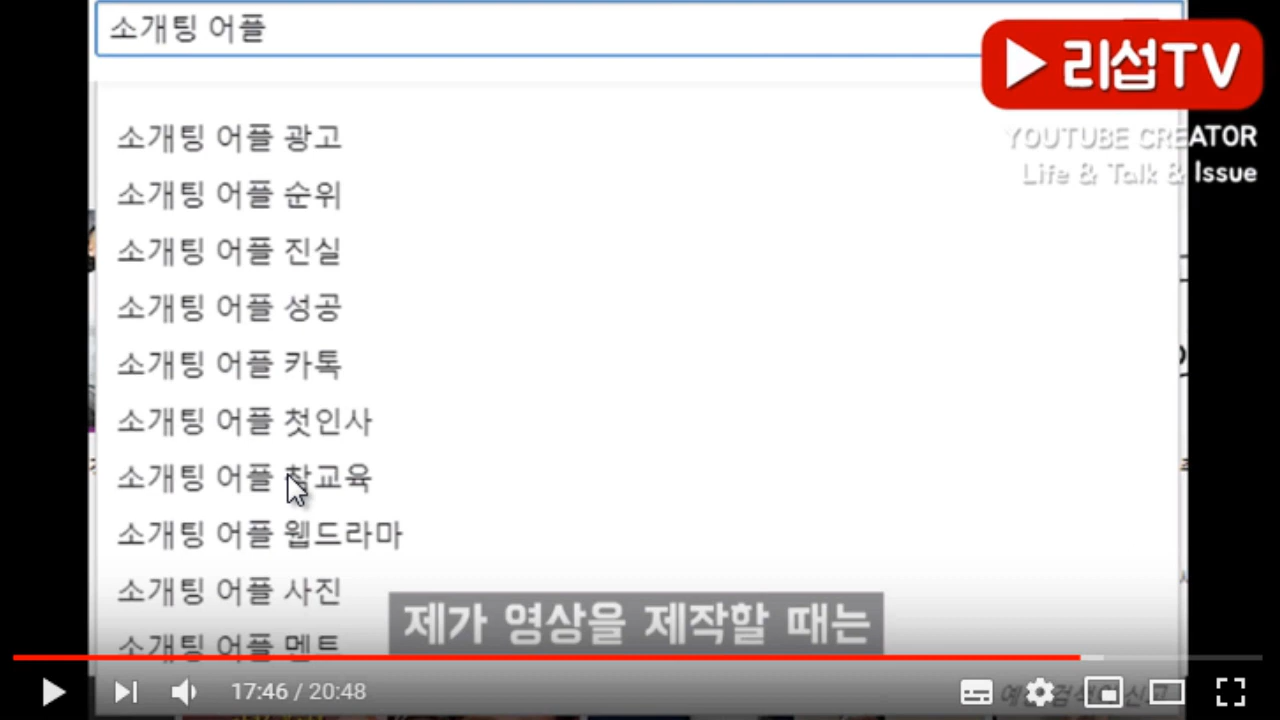 소개팅 어플
리섭TV
YOUTUBE CREATOR
Life & Talk & Issue
소개팅 어플 광고
소개팅 어플 순위
소개팅 어플 진실
소개팅 어플 성공
소개팅 어플 카톡
소개팅 어플 첫인사
소개팅 어플 참교육
소개팅 어플 웹드라마
소개팅 어플 사진
소개팅 어플 멘트
제가 영상을 제작할 때는
17:46 / 20:48